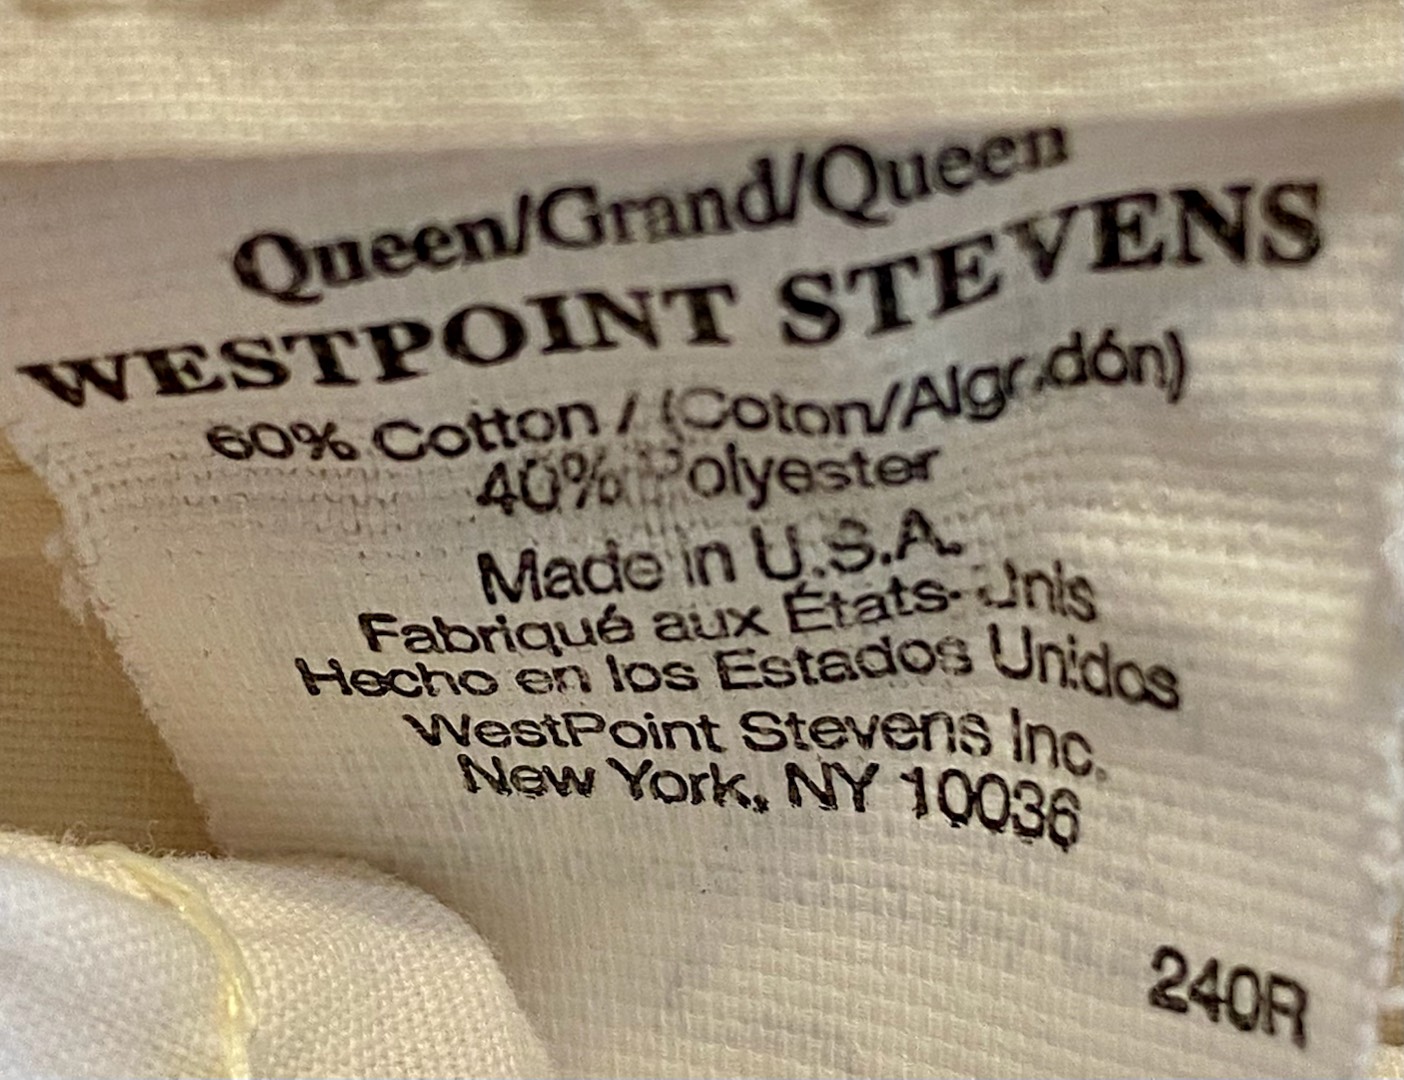 Queen/Grand/Queen
WESTPOINT STEVENS
60% Cotton / (Coton/Algodón)
40% Polyester
Made in U.S.A.
Fabriqué aux États-Unis
Hecho en los Estados Unidos
WestPoint Stevens Inc.
New York, NY 10036
240R